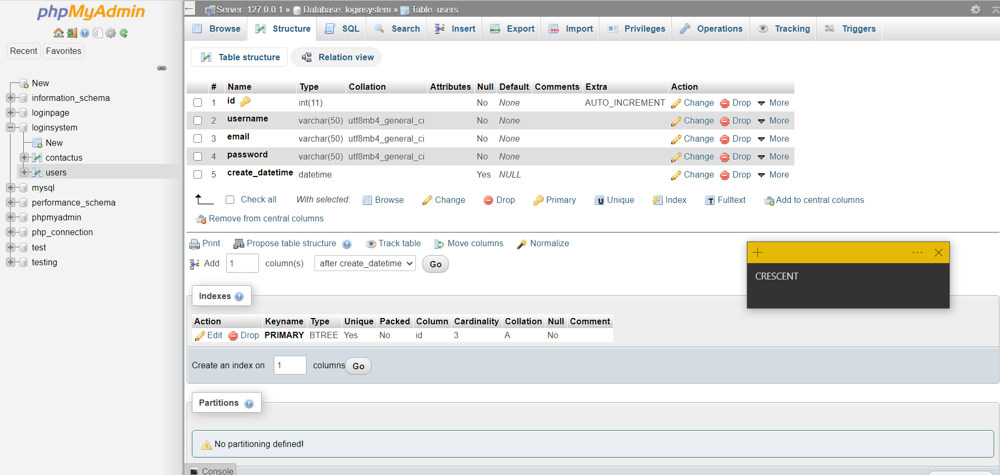 phpMyAdmin
Recent Favorites
New
information_schema
loginpage
loginsystem
New
contactus
users
mysql
performance_schema
phpmyadmin
php_connection
test
testing
Server: 127.0.0.1 » Database: loginsystem » Table: users
Browse Structure SQL Search Insert Export Import Privileges Operations Tracking Triggers
Table structure Relation view
# Name Type Collation Attributes Null Default Comments Extra Action
1 id int(11) No None AUTO_INCREMENT Change Drop More
2 username varchar(50) utf8mb4_general_ci No None Change Drop More
3 email varchar(50) utf8mb4_general_ci No None Change Drop More
4 password varchar(50) utf8mb4_general_ci No None Change Drop More
5 create_datetime datetime Yes NULL Change Drop More
Check all With selected: Browse Change Drop Primary Unique Index Fulltext Add to central columns
Remove from central columns
Print Propose table structure Track table Move columns Normalize
Add 1 column(s) after create_datetime Go
CRESCENT
Indexes
Action Keyname Type Unique Packed Column Cardinality Collation Null Comment
Edit Drop PRIMARY BTREE Yes No id 3 A No
Create an index on 1 columns Go
Partitions
No partitioning defined!
Console